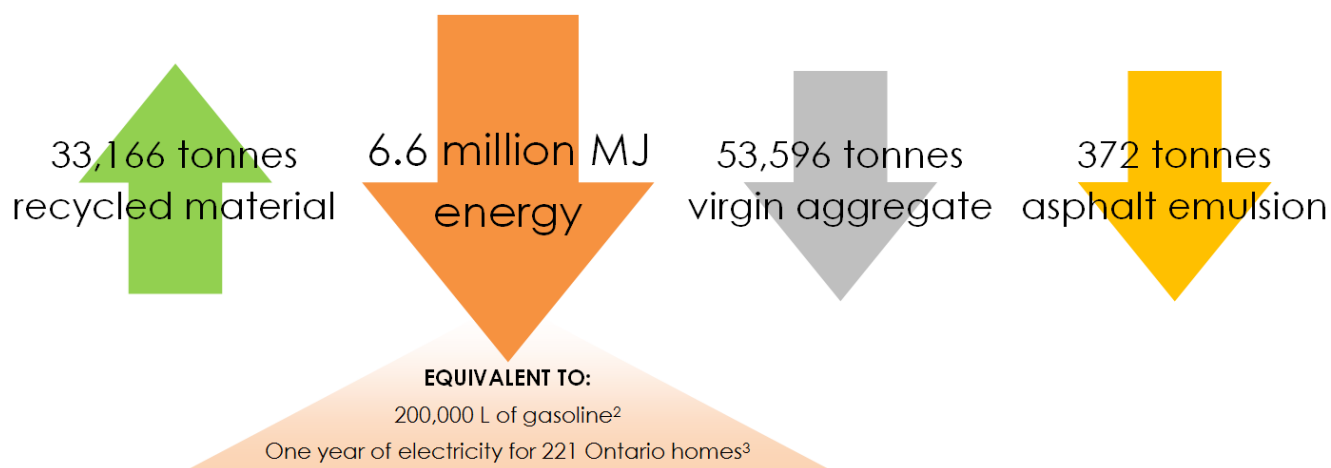 33,166 tonnes
recycled material
6.6 million MJ
energy
53,596 tonnes
virgin aggregate
372 tonnes
asphalt emulsion
EQUIVALENT TO:
200,000 L of gasoline²
One year of electricity for 221 Ontario homes³